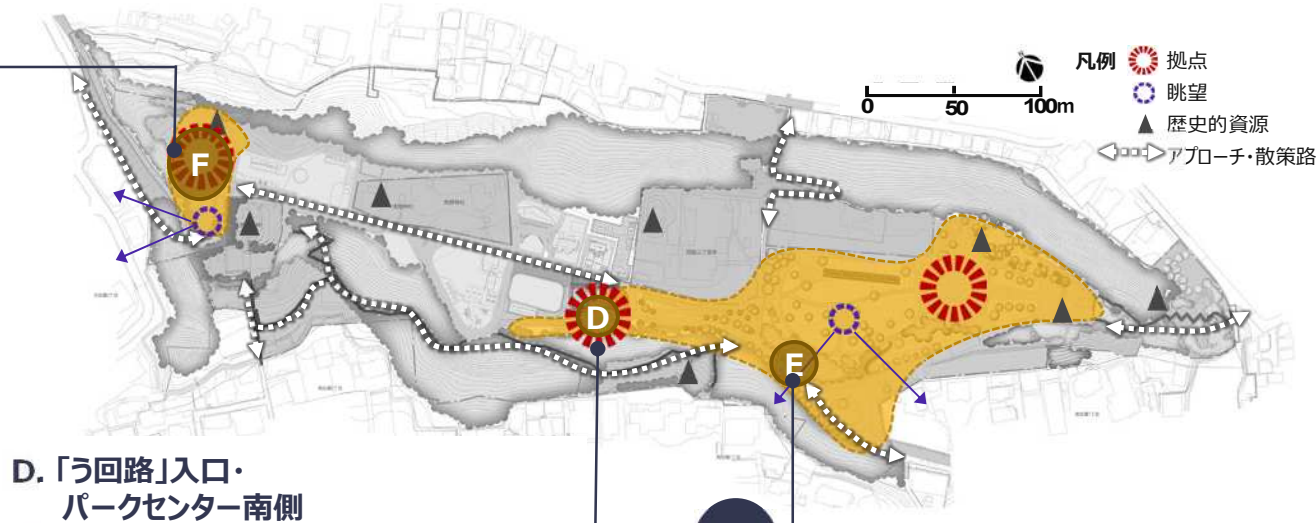 凡例
拠点
0 50 100m
眺望
歴史的資源
アプローチ・散策路
F
D
E
D. 「う回路」入口・
パークセンター南側